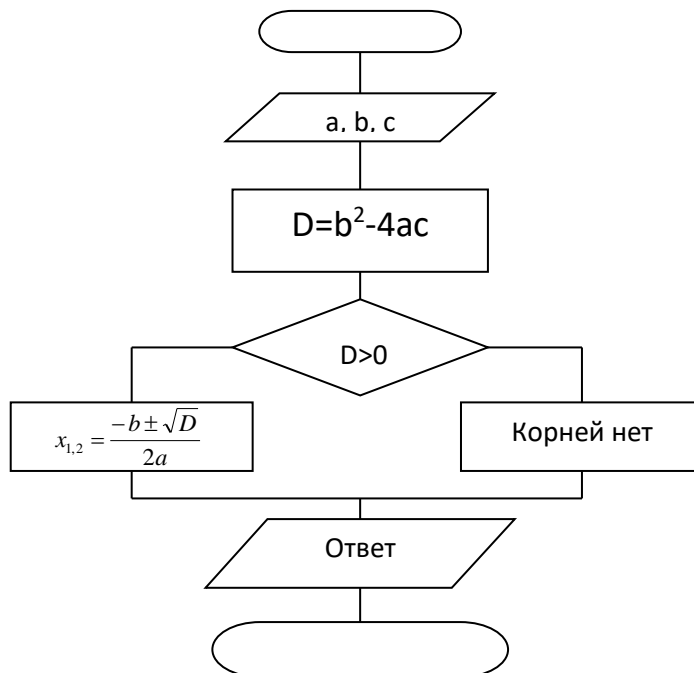 a, b, c
D=b²-4ac
D>0
x₁,₂ = (-b ± √D) / 2a
Корней нет
Ответ